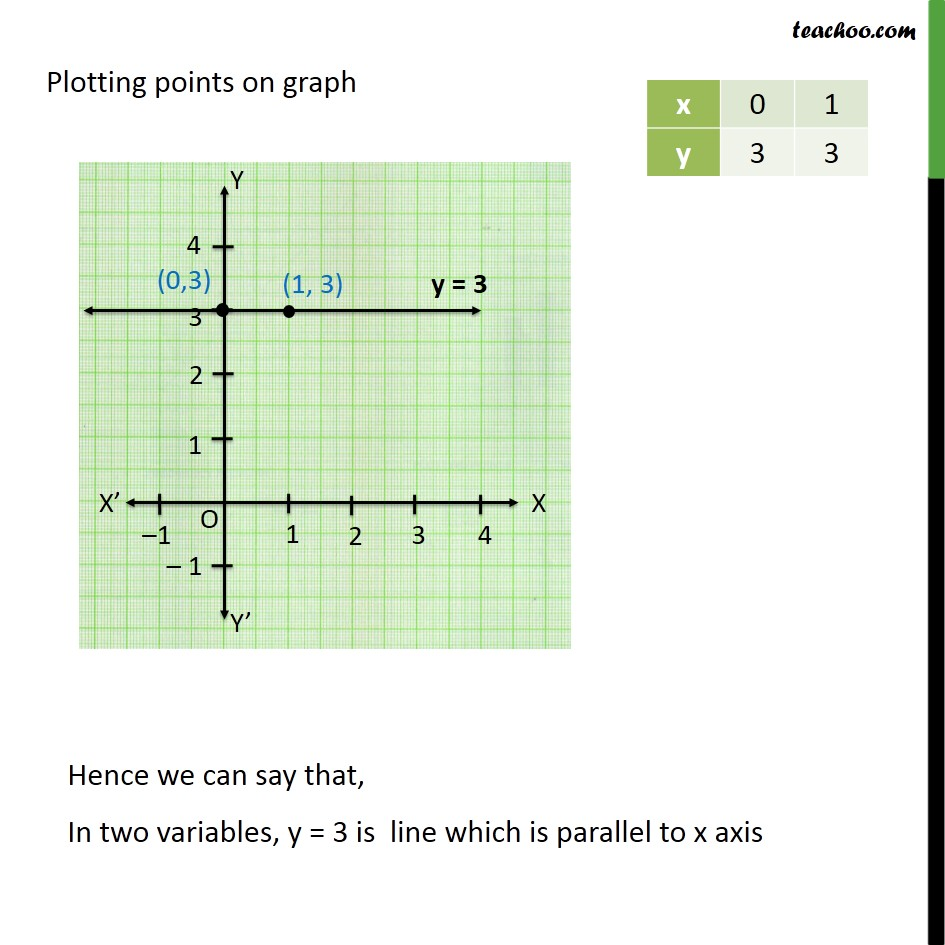 teachoo.com
Plotting points on graph
x 0 1
y 3 3
Y
4
(0,3) (1, 3) y = 3
3
2
1
X’ X
O
–1 1 2 3 4
– 1
Y’
Hence we can say that,
In two variables, y = 3 is line which is parallel to x axis